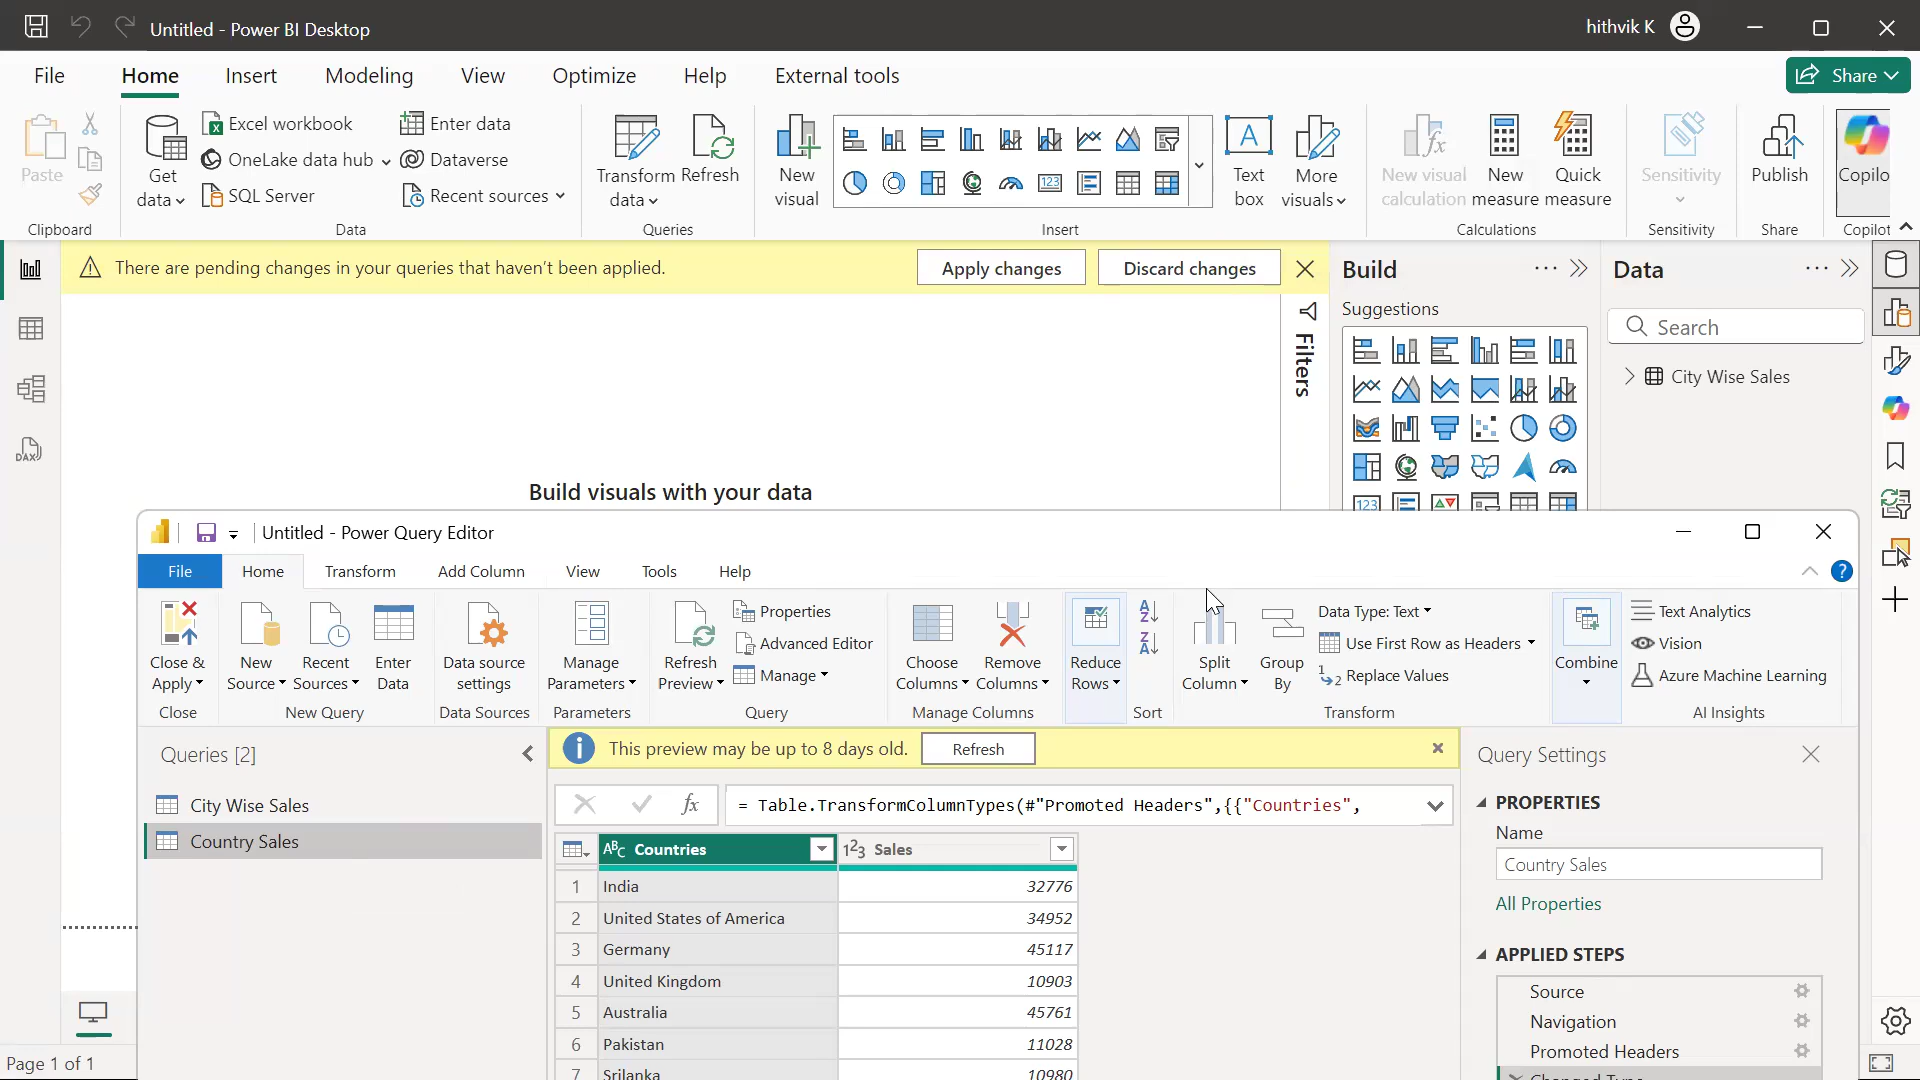 Untitled - Power BI Desktop
hithvik K
File Home Insert Modeling View Optimize Help External tools
Share
Paste
Clipboard
Get data
Excel workbook
OneLake data hub
SQL Server
Enter data
Dataverse
Recent sources
Data
Transform data
Refresh
Queries
New visual
Insert
A
Text box
More visuals
New visual calculation
New measure
Quick measure
Calculations
Sensitivity
Sensitivity
Publish
Share
Copilo
Copilot
There are pending changes in your queries that haven't been applied.
Apply changes
Discard changes
Filters
Build
Suggestions
Data
Search
City Wise Sales
DAX
Build visuals with your data
Untitled - Power Query Editor
File Home Transform Add Column View Tools Help
Close & Apply
Close
New Source
Recent Sources
Enter Data
New Query
Data source settings
Data Sources
Manage Parameters
Parameters
Refresh Preview
Properties
Advanced Editor
Manage
Query
Choose Columns
Remove Columns
Manage Columns
Reduce Rows
Sort
Split Column
Group By
Data Type: Text
Use First Row as Headers
Replace Values
Transform
Combine
Text Analytics
Vision
Azure Machine Learning
AI Insights
Queries [2]
City Wise Sales
Country Sales
This preview may be up to 8 days old.
Refresh
fx
= Table.TransformColumnTypes(#"Promoted Headers",{{"Countries",
ABC Countries 123 Sales
1 India 32776
2 United States of America 34952
3 Germany 45117
4 United Kingdom 10903
5 Australia 45761
6 Pakistan 11028
7 Srilanka 10980
Query Settings
PROPERTIES
Name
Country Sales
All Properties
APPLIED STEPS
Source
Navigation
Promoted Headers
Changed Type
Page 1 of 1